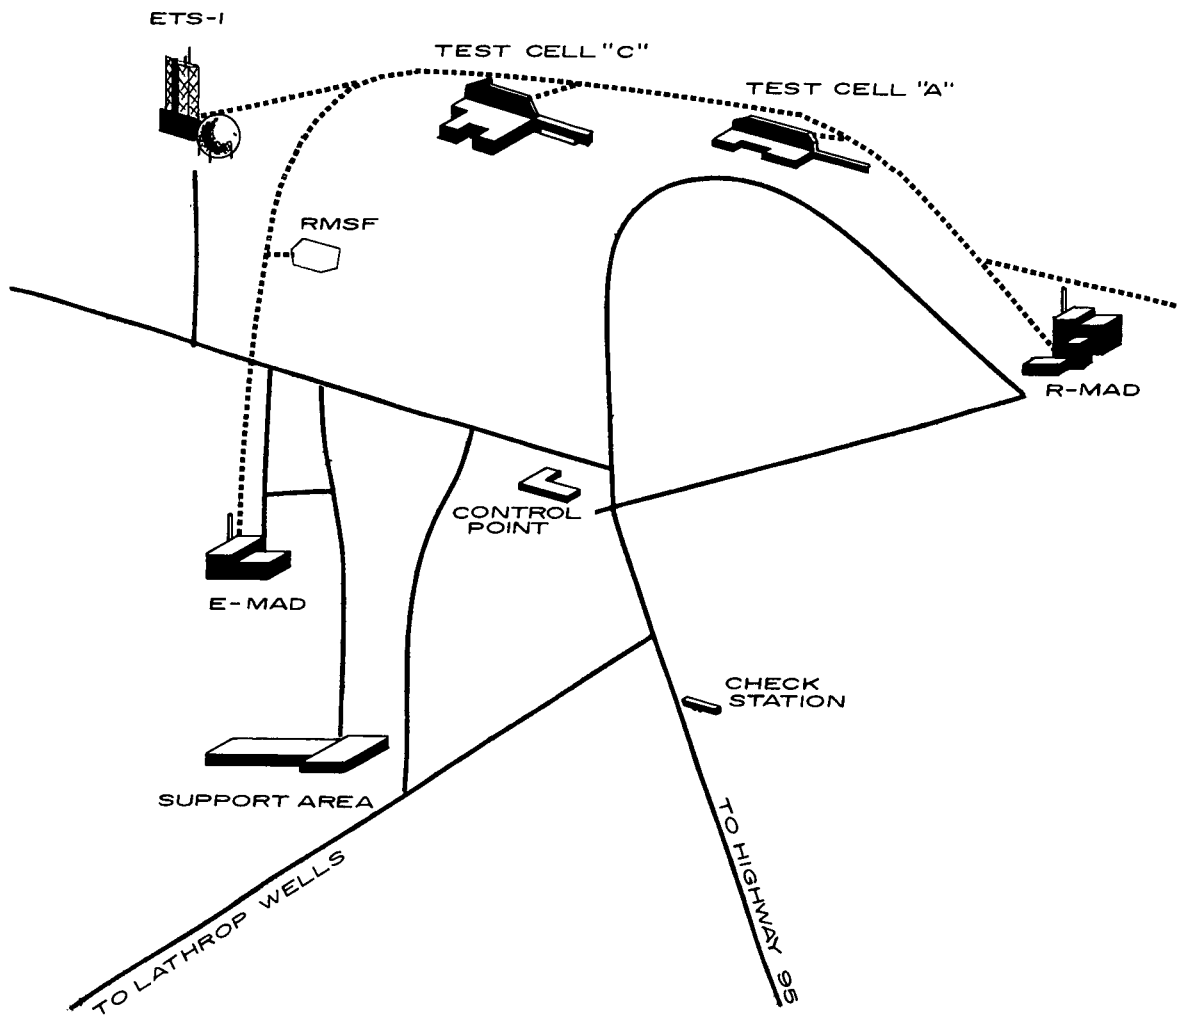 ETS-1
TEST CELL "C"
TEST CELL "A"
RMSF
R-MAD
CONTROL
POINT
E-MAD
CHECK
STATION
SUPPORT AREA
TO LATHROP WELLS
TO HIGHWAY 95